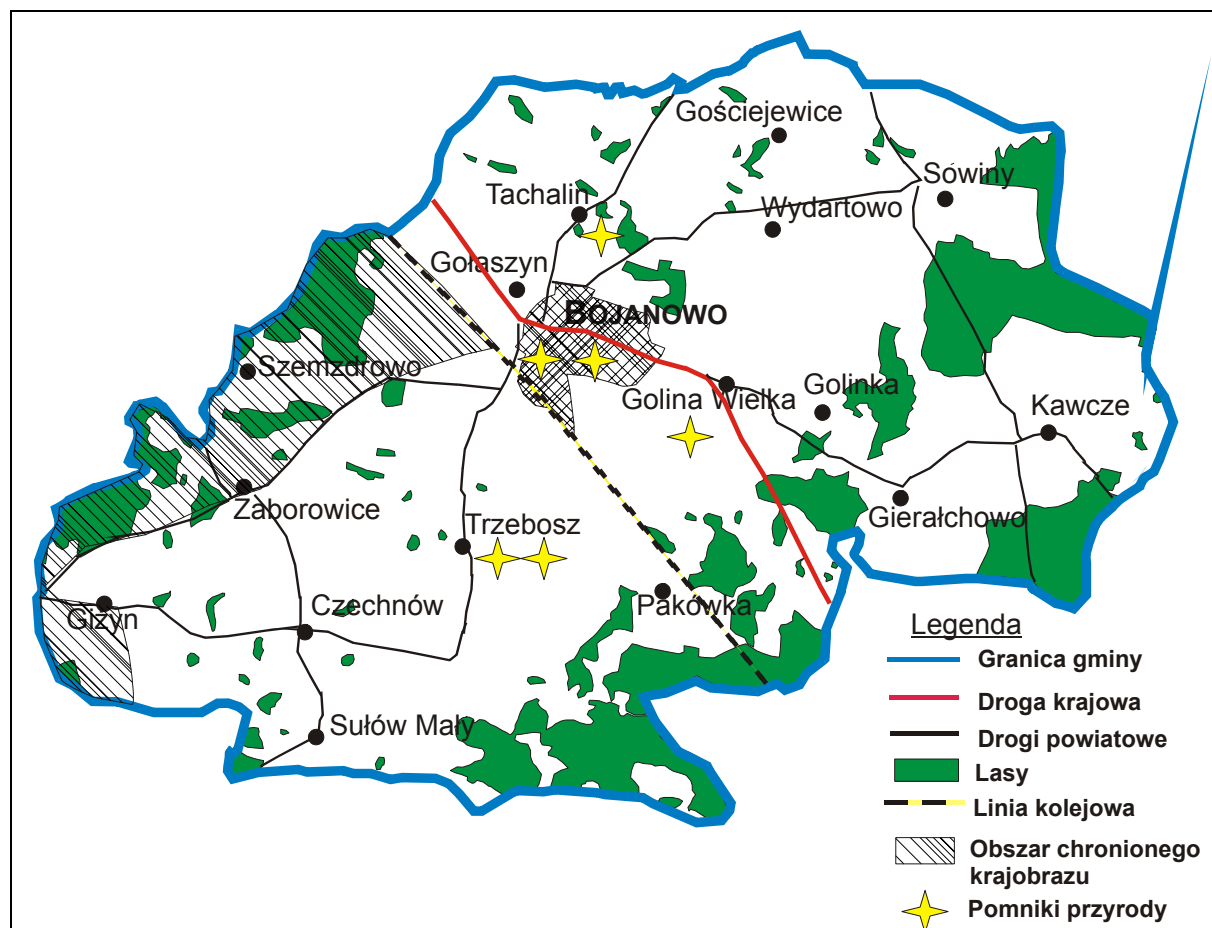 Gościejewice
Sówiny
Tachalin
Wydartowo
Gołaszyn
BOJANOWO
Szemzdrowo
Golina Wielka
Golinka
Kawcze
Zaborowice
Gierałchowo
Trzebosz
Pakówka
Giżyn
Czechnów
Sułów Mały
Legenda
Granica gminy
Droga krajowa
Drogi powiatowe
Lasy
Linia kolejowa
Obszar chronionego
krajobrazu
Pomniki przyrody